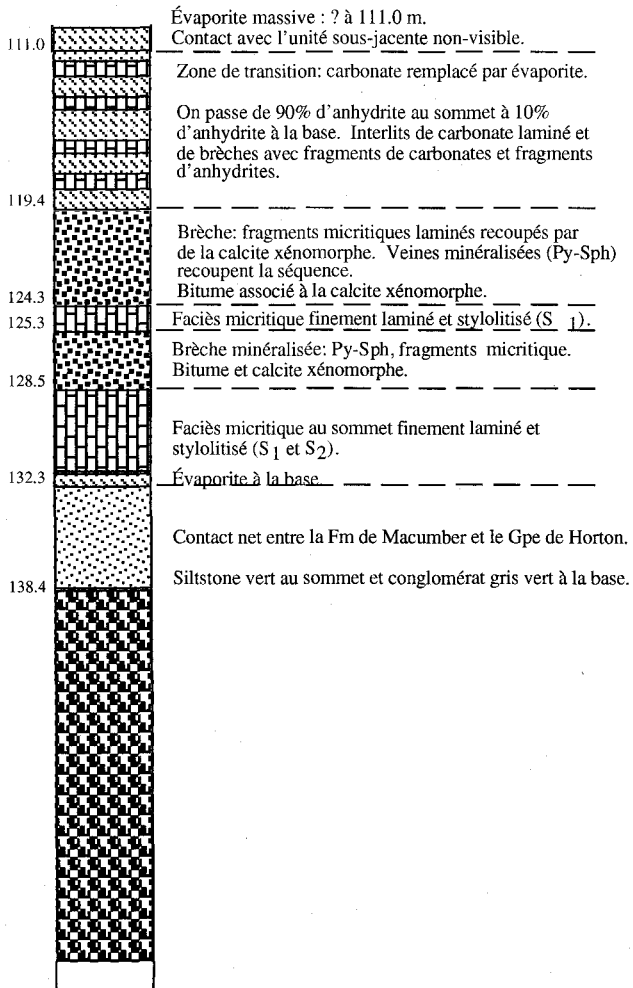 Évaporite massive : ? à 111.0 m.
111.0
Contact avec l'unité sous-jacente non-visible.
Zone de transition: carbonate remplacé par évaporite.
On passe de 90% d'anhydrite au sommet à 10%
d'anhydrite à la base. Interlits de carbonate laminé et
de brèches avec fragments de carbonates et fragments
d'anhydrites.
119.4
Brèche: fragments micritiques laminés recoupés par
de la calcite xénomorphe. Veines minéralisées (Py-Sph)
recoupent la séquence.
Bitume associé à la calcite xénomorphe.
124.3
Faciès micritique finement laminé et stylolitisé (S 1).
125.3
Brèche minéralisée: Py-Sph, fragments micritique.
Bitume et calcite xénomorphe.
128.5
Faciès micritique au sommet finement laminé et
stylolitisé (S1 et S2).
132.3
Évaporite à la base
Contact net entre la Fm de Macumber et le Gpe de Horton.
Siltstone vert au sommet et conglomérat gris vert à la base.
138.4